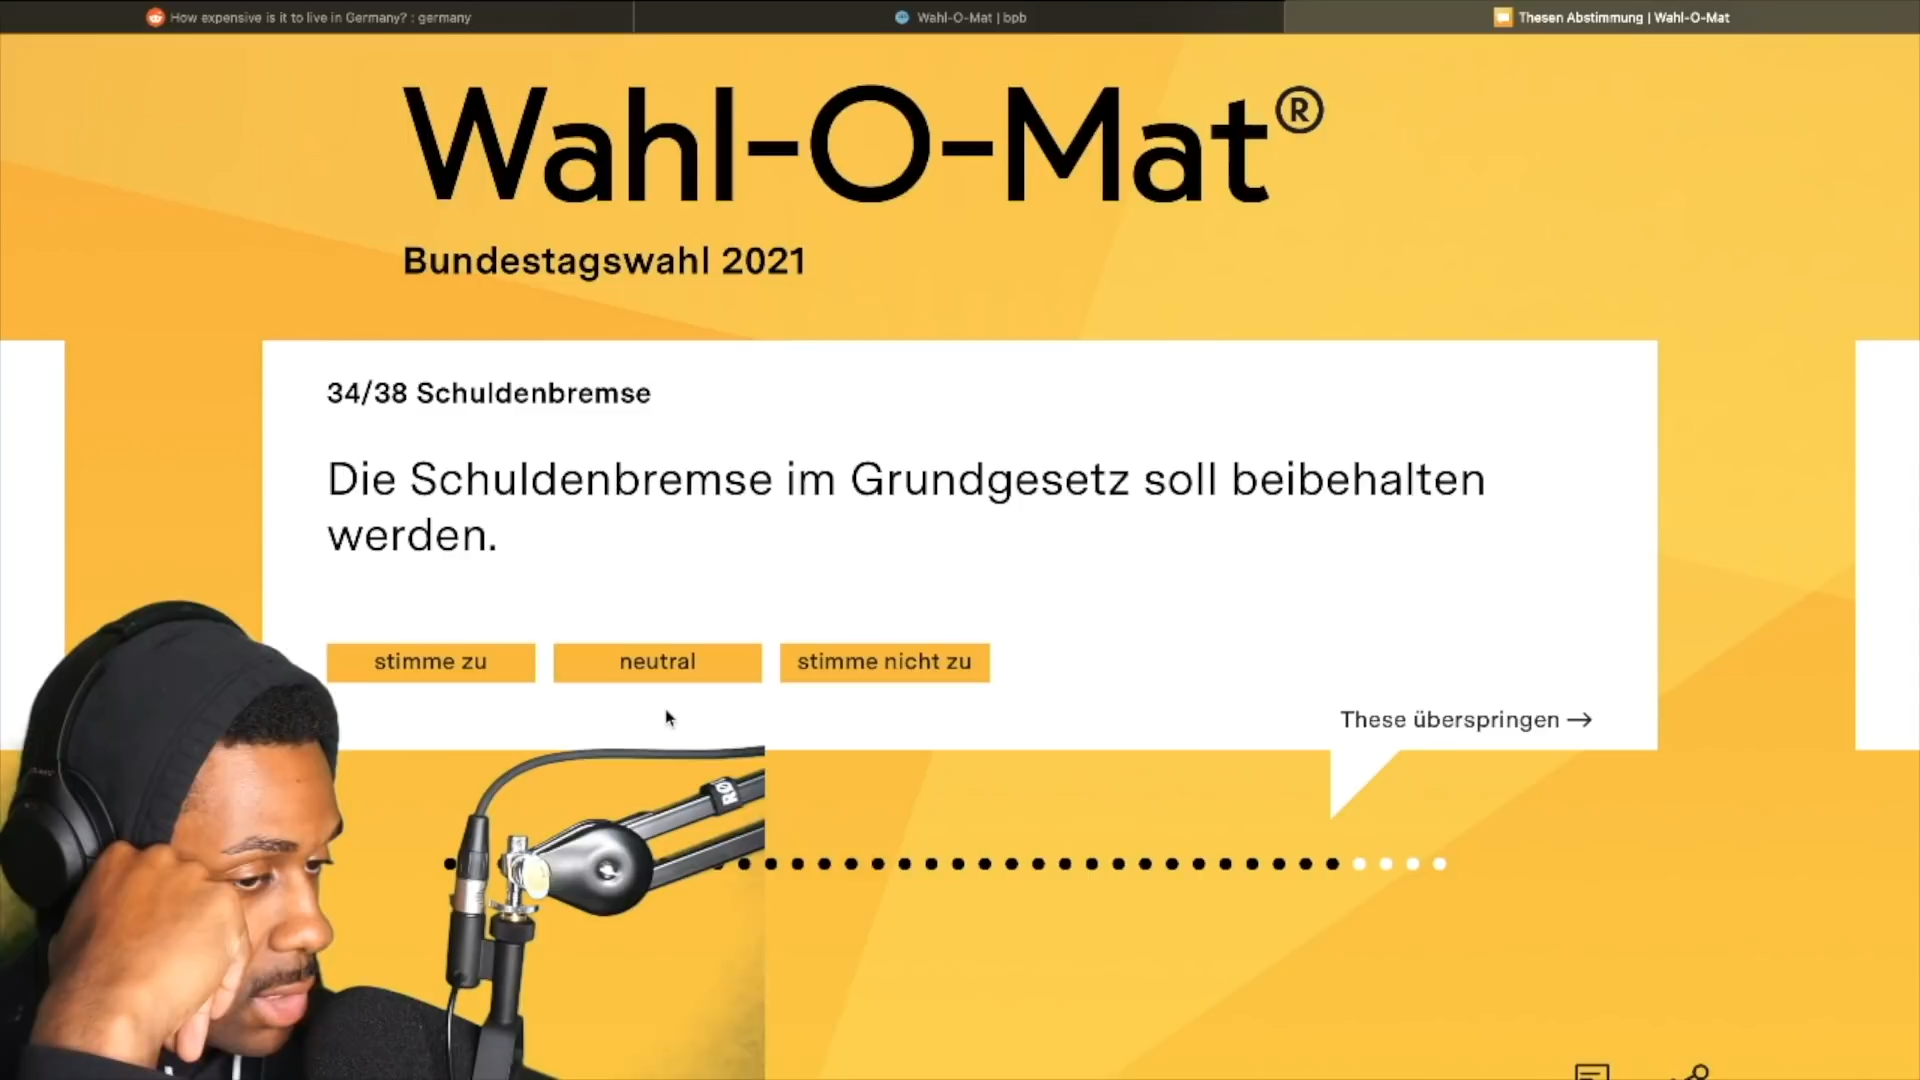 How expensive is it to live in Germany? : germany
Wahl-O-Mat | bpb
Thesen Abstimmung | Wahl-O-Mat
Wahl-O-Mat®
Bundestagswahl 2021
34/38 Schuldenbremse
Die Schuldenbremse im Grundgesetz soll beibehalten
werden.
stimme zu
neutral
stimme nicht zu
These überspringen →